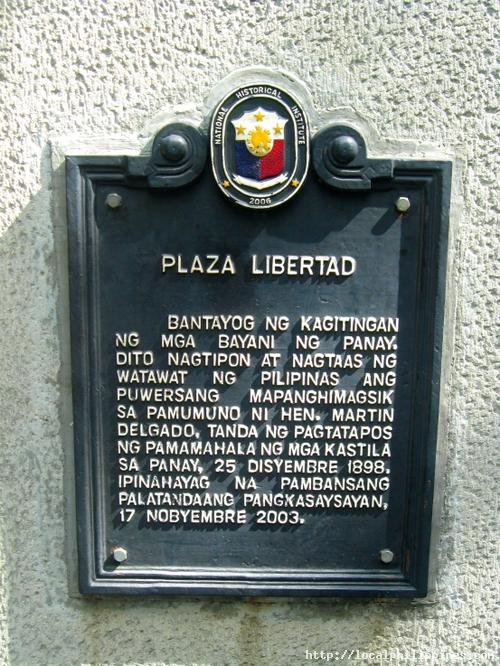 NATIONAL HISTORICAL INSTITUTE
2006
PLAZA LIBERTAD
BANTAYOG NG KAGITINGAN
NG MGA BAYANI NG PANAY.
DITO NAGTIPON AT NAGTAAS NG
WATAWAT NG PILIPINAS ANG
PUWERSANG MAPANGHIMAGSIK
SA PAMUMUNO NI HEN. MARTIN
DELGADO, TANDA NG PAGTATAPOS
NG PAMAMAHALA NG MGA KASTILA
SA PANAY, 25 DISYEMBRE 1898.
IPINAHAYAG NA PAMBANSANG
PALATANDAANG PANGKASAYSAYAN,
17 NOBYEMBRE 2003.
http://localphilippines.com